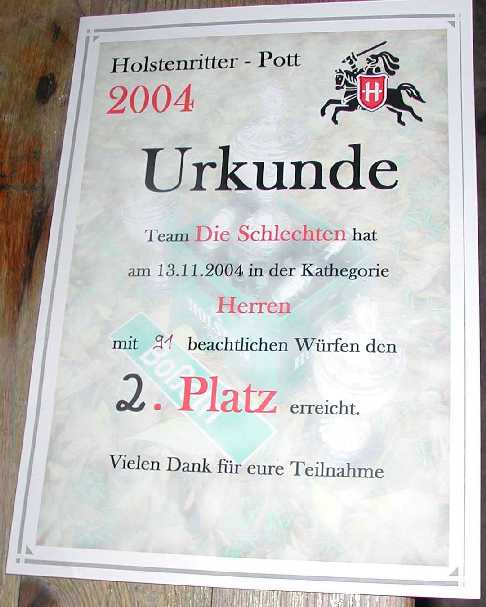 Holstenritter - Pott
2004
H
Urkunde
Team Die Schlechten hat
am 13.11.2004 in der Kathegorie
Herren
mit 91 beachtlichen Würfen den
2. Platz erreicht.
Vielen Dank für eure Teilnahme